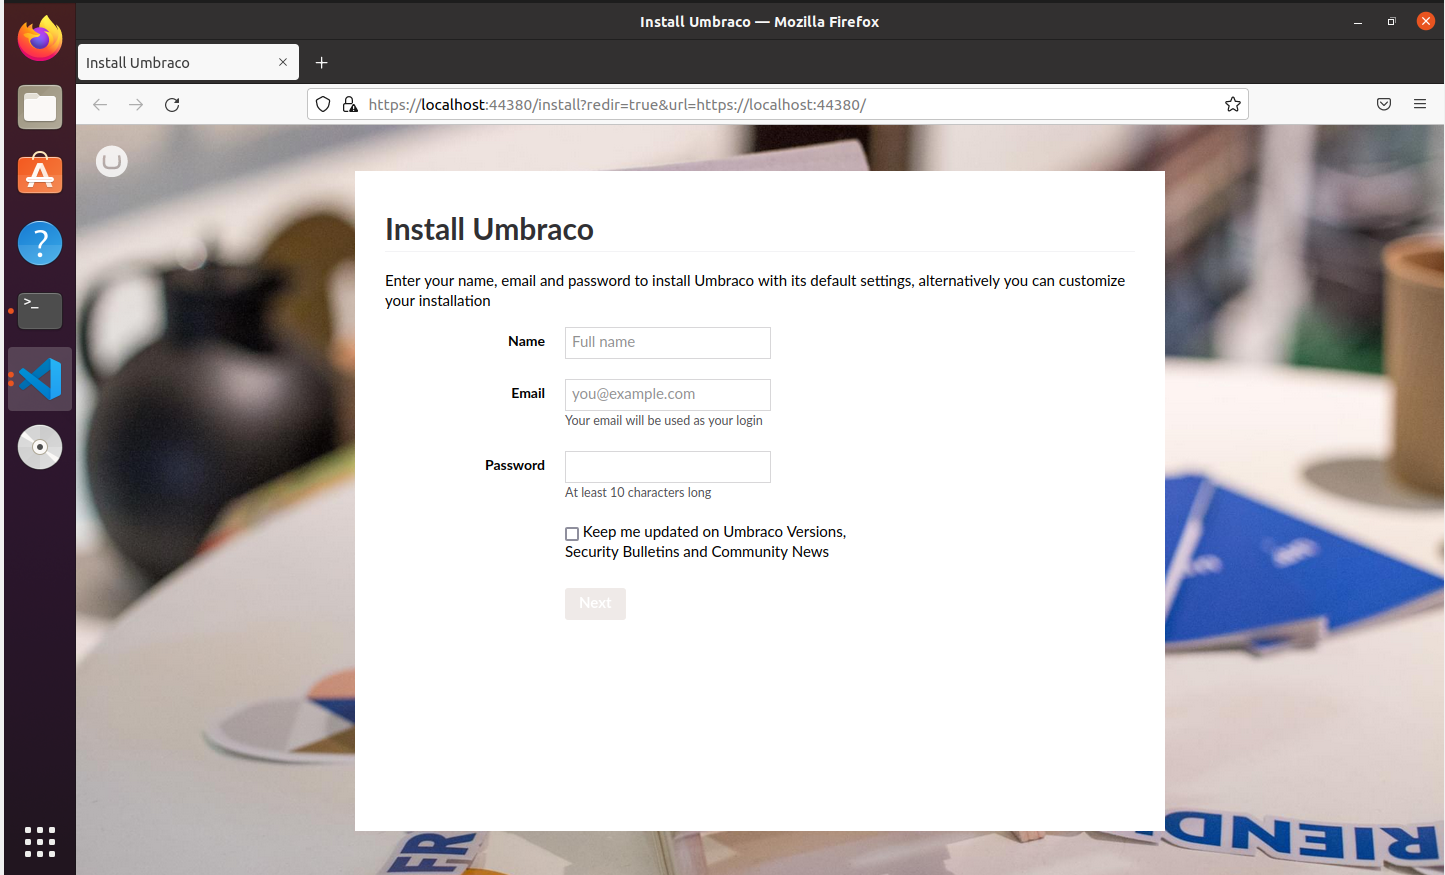 Install Umbraco — Mozilla Firefox
Install Umbraco
https://localhost:44380/install?redir=true&url=https://localhost:44380/
Install Umbraco
Enter your name, email and password to install Umbraco with its default settings, alternatively you can customize
your installation
Name
Full name
Email
you@example.com
Your email will be used as your login
Password
At least 10 characters long
Keep me updated on Umbraco Versions,
Security Bulletins and Community News
Next
FR
RIEND